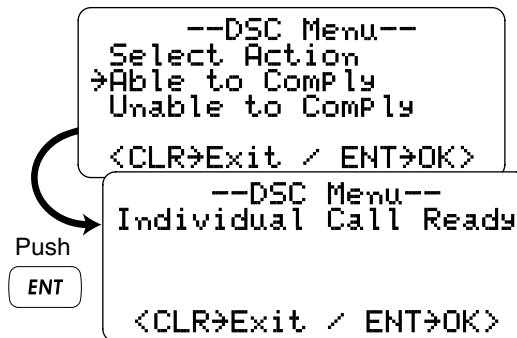 --DSC Menu--
Select Action
→Able to Comply
Unable to Comply
<CLR→Exit / ENT→OK>
--DSC Menu--
Individual Call Ready
Push
ENT
<CLR→Exit / ENT→OK>